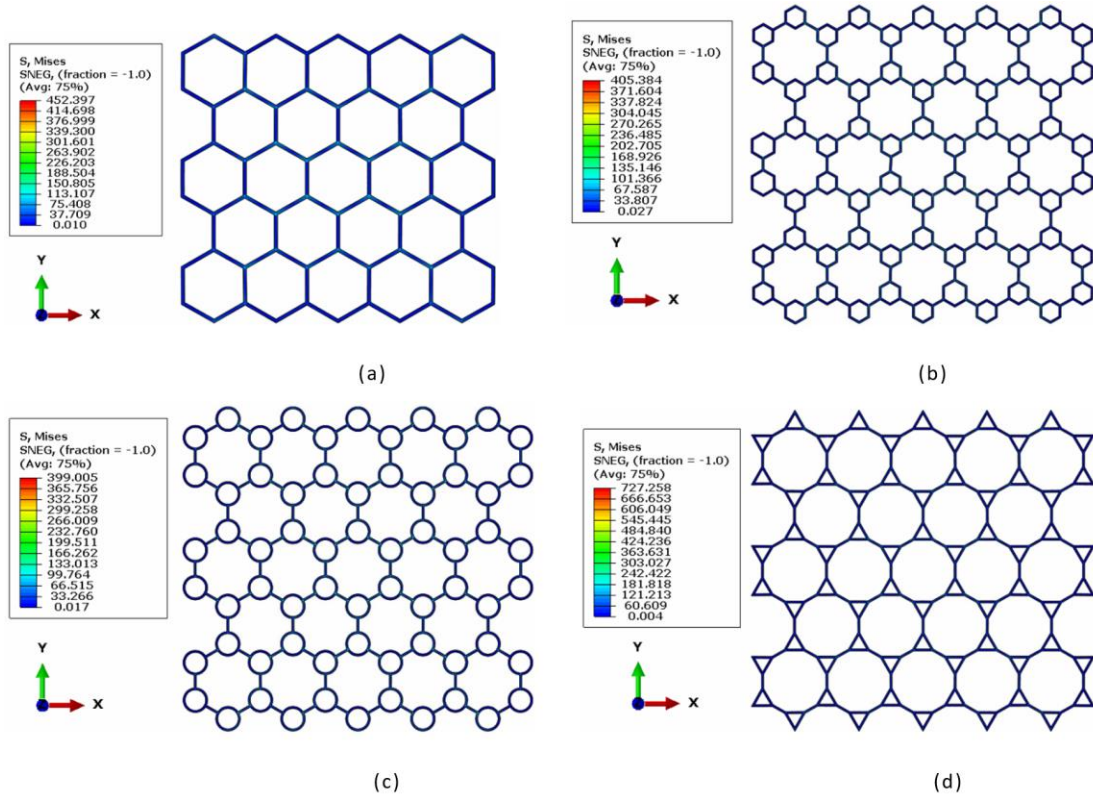 S, Mises
SNEG, (fraction = -1.0)
(Avg: 75%)
452.397
414.698
376.999
339.300
301.601
263.902
226.203
188.504
150.805
113.107
75.408
37.709
0.010
Y
X
(a)
S, Mises
SNEG, (fraction = -1.0)
(Avg: 75%)
405.384
371.604
337.824
304.045
270.265
236.485
202.705
168.926
135.146
101.366
67.587
33.807
0.027
Y
X
(b)
S, Mises
SNEG, (fraction = -1.0)
(Avg: 75%)
399.005
365.756
332.507
299.258
266.009
232.760
199.511
166.262
133.013
99.764
66.515
33.266
0.017
Y
X
(c)
S, Mises
SNEG, (fraction = -1.0)
(Avg: 75%)
727.258
666.653
606.049
545.445
484.840
424.236
363.631
303.027
242.422
181.818
121.213
60.609
0.004
Y
X
(d)